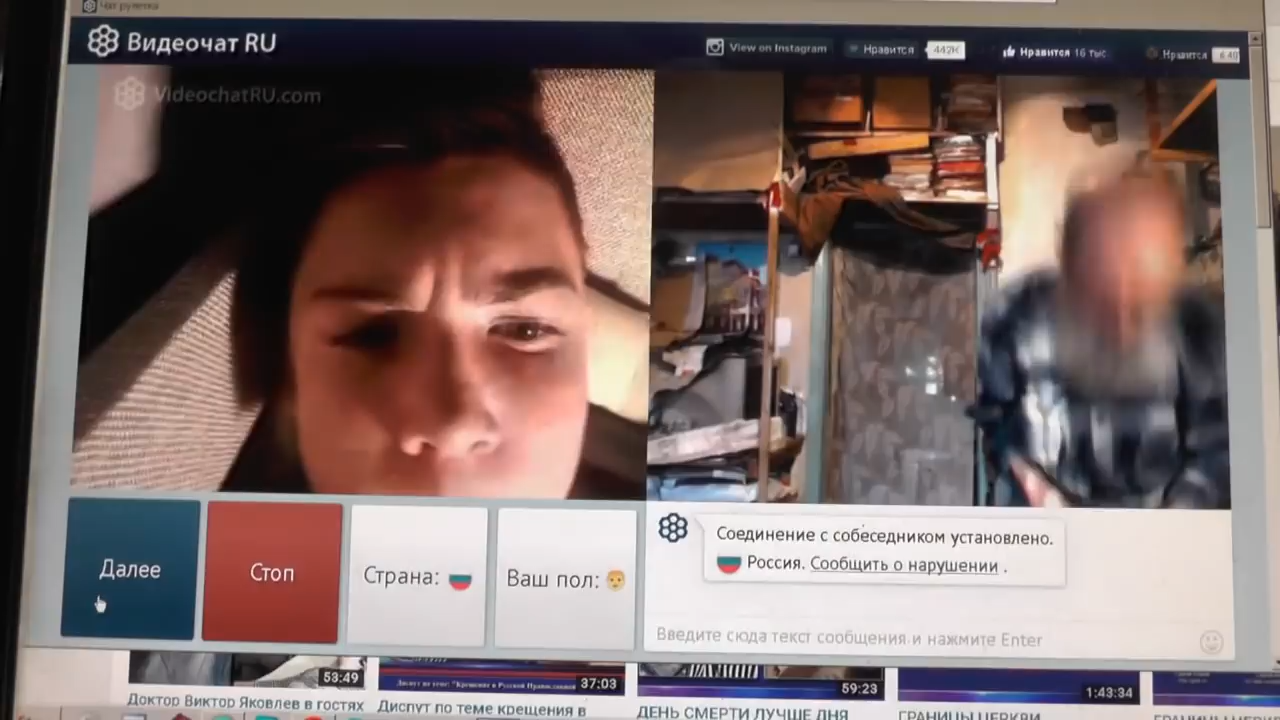 Чат рулетка
Видеочат RU
View on Instagram
Нравится
442K
Нравится 16 тыс
Нравится
VideochatRU.com
Далее
Стоп
Страна:
Ваш пол:
Соединение с собеседником установлено.
Россия. Сообщить о нарушении .
Введите сюда текст сообщения и нажмите Enter
53:49
37:03
59:23
1:43:34
Доктор Виктор Яковлев в гостях
Диспут по теме крещения в
ДЕНЬ СМЕРТИ ЛУЧШЕ ДНЯ
ГРАНИЦЫ ЦЕРКВИ